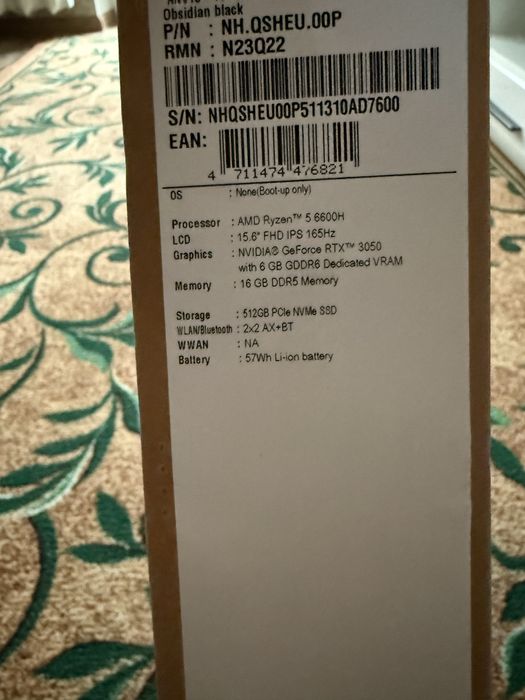 Obsidian black
P/N : NH.QSHEU.00P
RMN : N23Q22
S/N: NHQSHEU00P511310AD7600
EAN:
4 711474 476821
OS : None(Boot-up only)
Processor : AMD Ryzen™ 5 6600H
LCD : 15.6" FHD IPS 165Hz
Graphics : NVIDIA® GeForce RTX™ 3050
with 6 GB GDDR6 Dedicated VRAM
Memory : 16 GB DDR5 Memory
Storage : 512GB PCIe NVMe SSD
WLAN/Bluetooth : 2x2 AX+BT
WWAN : NA
Battery : 57Wh Li-ion battery